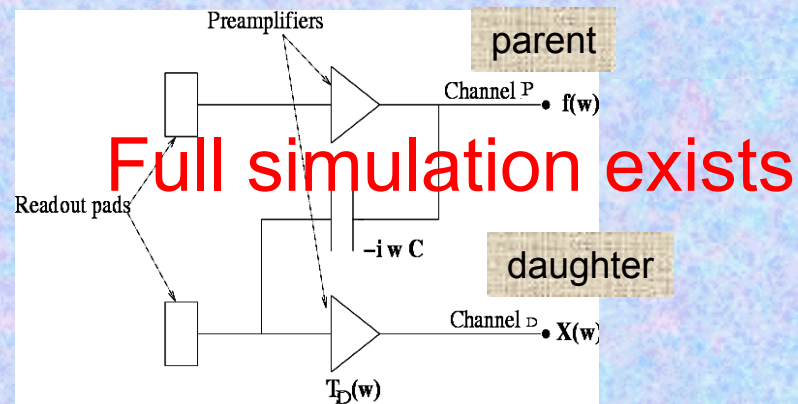 Preamplifiers
parent
Channel P
f(w)
Full simulation exists
Readout pads
-i w C
daughter
Channel D
X(w)
T_D(w)